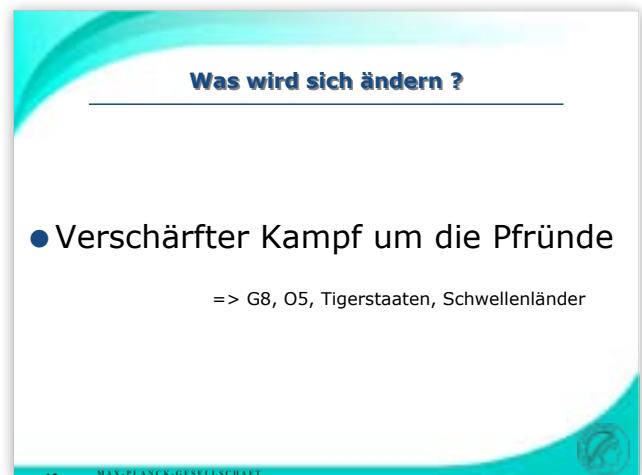 Was wird sich ändern ?
● Verschärfter Kampf um die Pfründe
=> G8, O5, Tigerstaaten, Schwellenländer
MAX-PLANCK-GESELLSCHAFT